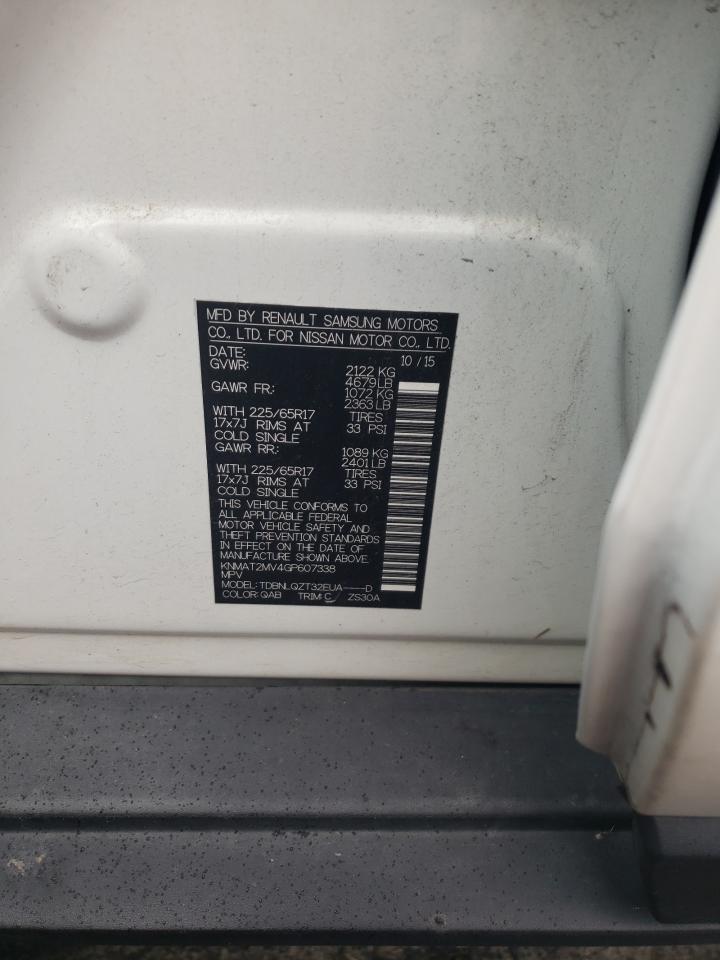 MFD BY RENAULT SAMSUNG MOTORS
CO., LTD. FOR NISSAN MOTOR CO., LTD.
DATE: 10 / 15
GVWR: 2122 KG
4679 LB
GAWR FR: 1072 KG
2363 LB
WITH 225/65R17 TIRES
17x7J RIMS AT 33 PSI
COLD SINGLE
GAWR RR: 1089 KG
2401 LB
WITH 225/65R17 TIRES
17x7J RIMS AT 33 PSI
COLD SINGLE
THIS VEHICLE CONFORMS TO
ALL APPLICABLE FEDERAL
MOTOR VEHICLE SAFETY AND
THEFT PREVENTION STANDARDS
IN EFFECT ON THE DATE OF
MANUFACTURE SHOWN ABOVE.
KNMAT2MV4GP607338
MPV
MODEL: TDBNLQZT32EUA----D
COLOR: QAB TRIM: C / ZS30A